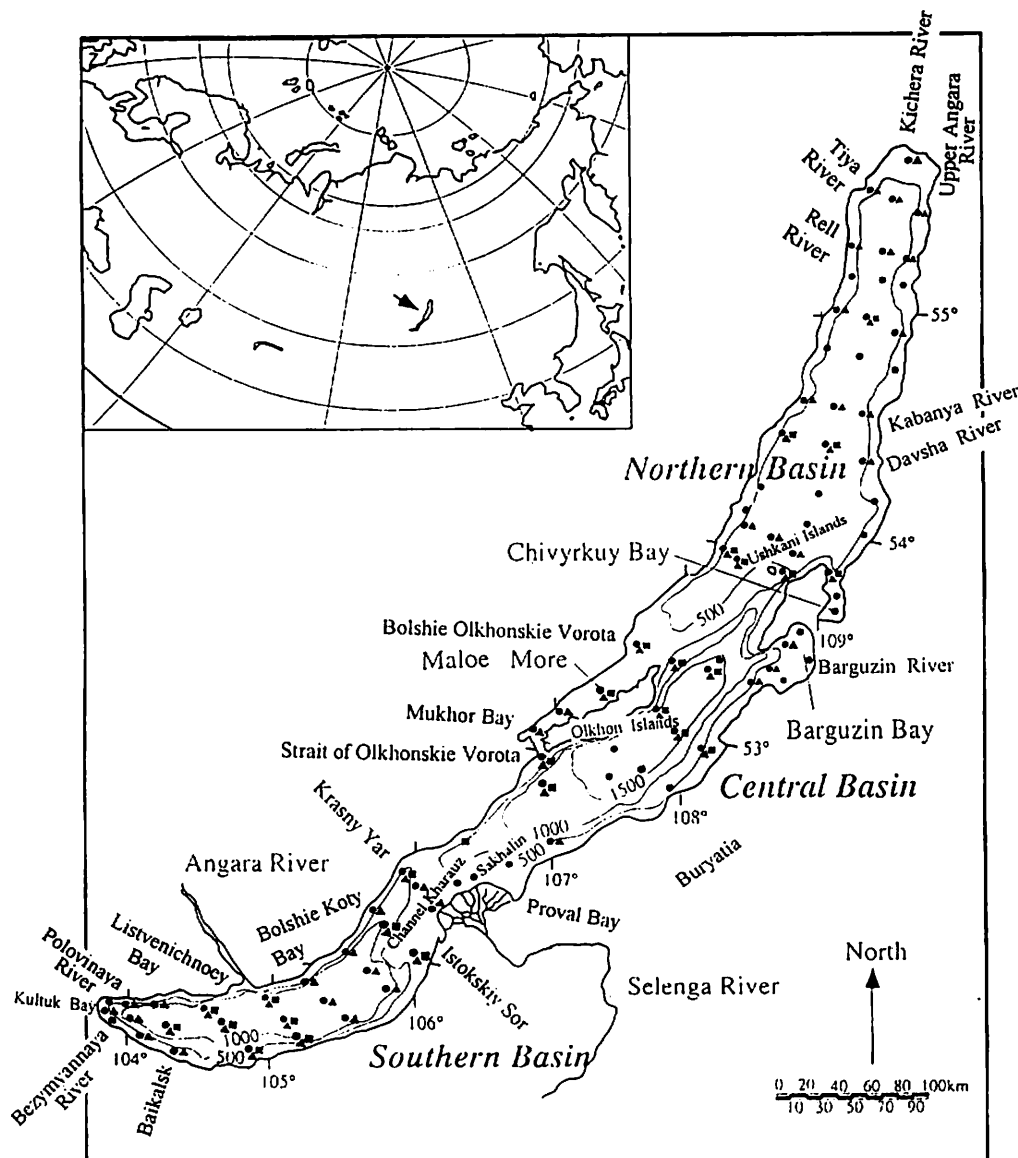 Kichera River
Upper Angara
River
Tiya
River
Rell
River
55°
Kabanya River
Davsha River
Northern Basin
Ushkani Islands
54°
Chivyrkuy Bay
500
Bolshie Olkhonskie Vorota
109°
Maloe More
Barguzin River
Mukhor Bay
Olkhon Islands
Barguzin Bay
Strait of Olkhonskie Vorota
53°
1500
Central Basin
Krasny Yar
108°
1000
Sakhalin
500
Angara River
107°
Buryatia
Channel Kharauz
Proval Bay
Bolshie Koty
Bay
Listvenichnoey
Bay
Istokskiy Sor
North
Polovinaya
River
Selenga River
Kultuk Bay
106°
1000
500
Southern Basin
104°
105°
Bezymyannaya
River
Baikalsk
0 20 40 60 80 100km
10 30 50 70 90